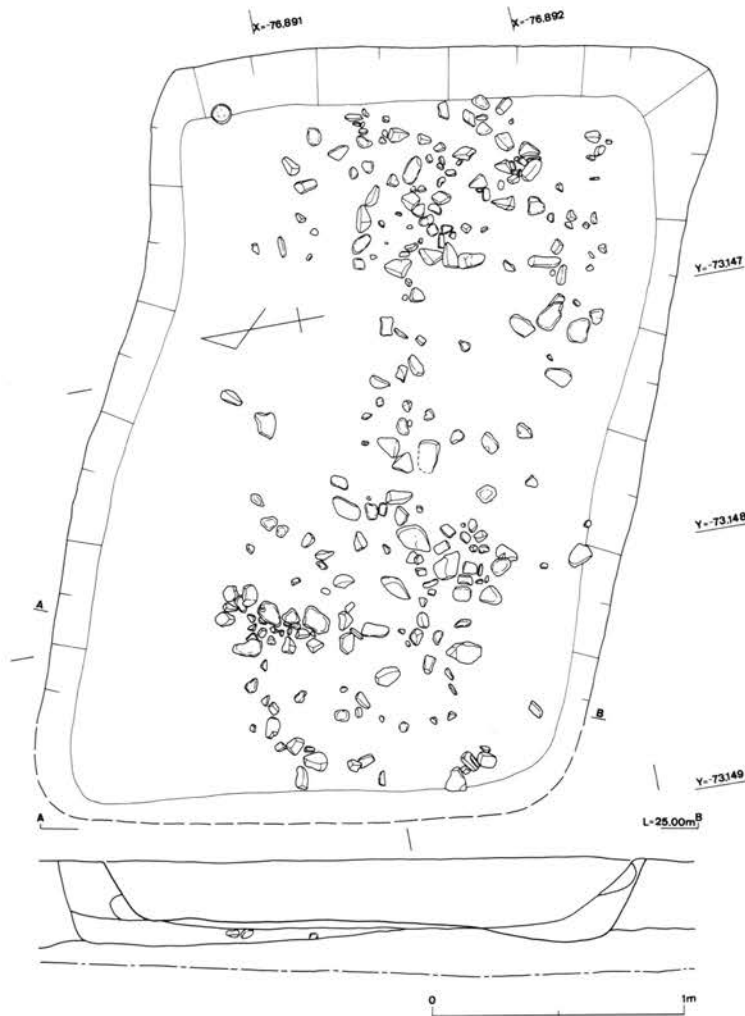 X=-76.891
X=-76.892
Y=-73.147
Y=-73.148
A
B
Y=-73.149
A
L=25.00m B
0
1m